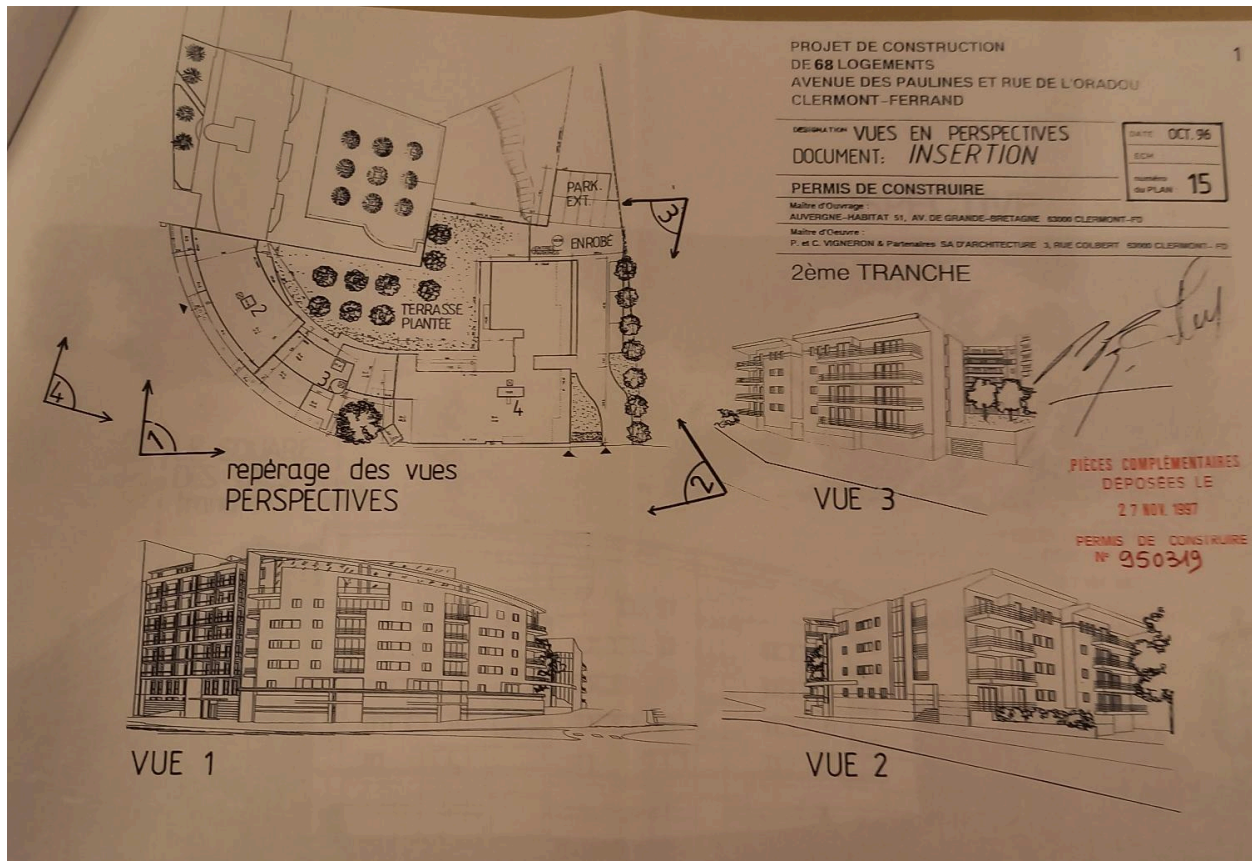 1
PROJET DE CONSTRUCTION
DE 68 LOGEMENTS
AVENUE DES PAULINES ET RUE DE L'ORADOU
CLERMONT-FERRAND
DESIGNATION VUES EN PERSPECTIVES
DOCUMENT: INSERTION
DATE OCT. 96
ECH
numéro
du PLAN 15
PERMIS DE CONSTRUIRE
Maître d'Ouvrage :
AUVERGNE-HABITAT 51, AV. DE GRANDE-BRETAGNE 63000 CLERMONT-FD
Maître d'Oeuvre :
P. et C. VIGNERON & Partenaires SA D'ARCHITECTURE 3, RUE COLBERT 63000 CLERMONT-FD
2ème TRANCHE
PARK.
EXT.
3
ENROBÉ
TERRASSE
PLANTÉE
2
3
4
4
1
2
repérage des vues
PERSPECTIVES
VUE 3
PIÈCES COMPLÉMENTAIRES
DÉPOSÉES LE
27 NOV. 1997
PERMIS DE CONSTRUIRE
N° 950319
VUE 1
VUE 2